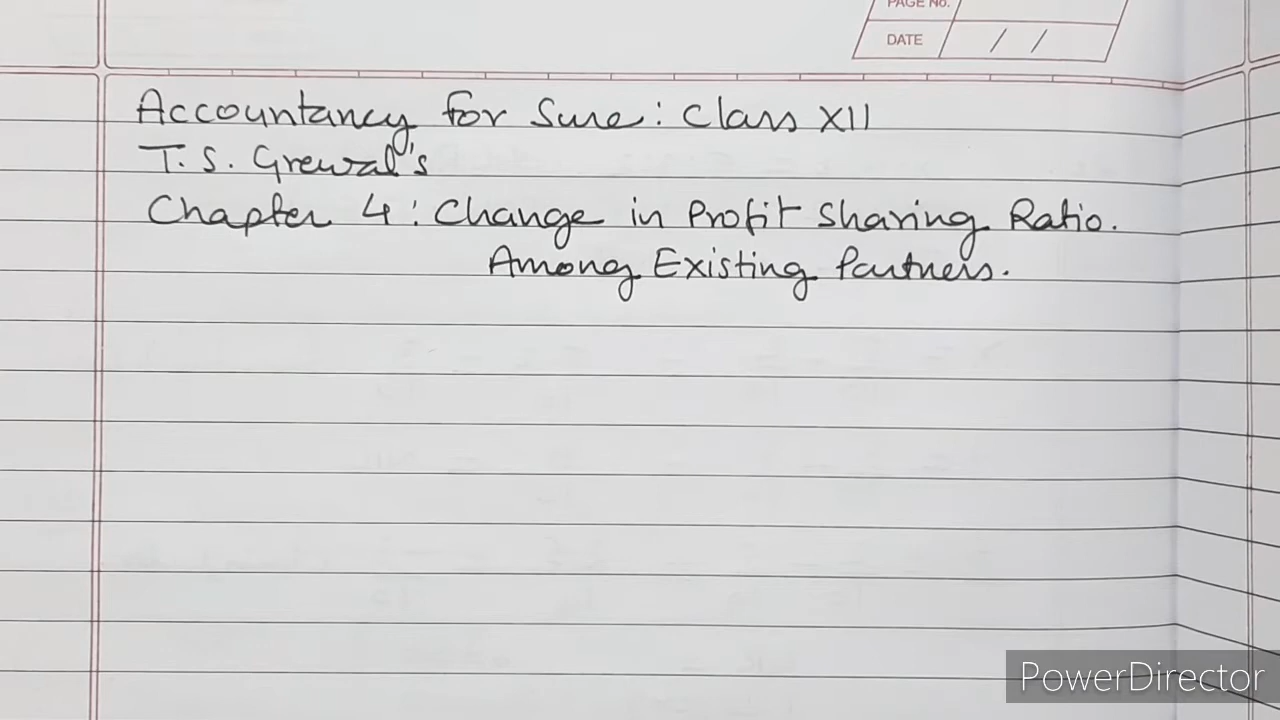 PAGE No.
DATE / /
Accountancy for Sure : Class XII
T. S. Grewal's
Chapter 4 : Change in Profit Sharing Ratio.
Among Existing Partners.
PowerDirector